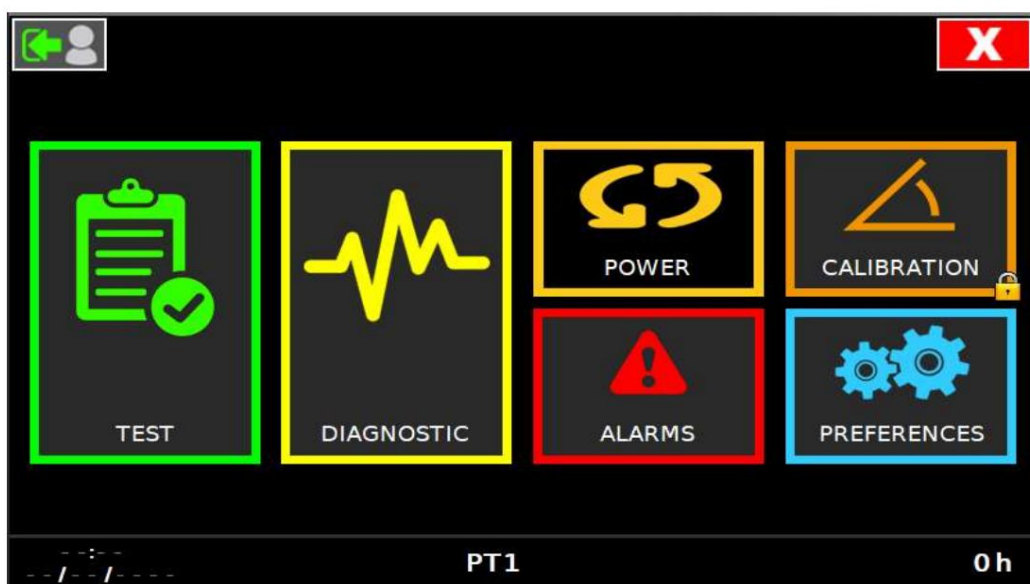 X
POWER
CALIBRATION
TEST
DIAGNOSTIC
ALARMS
PREFERENCES
--:--
--/--/----
PT1
0 h